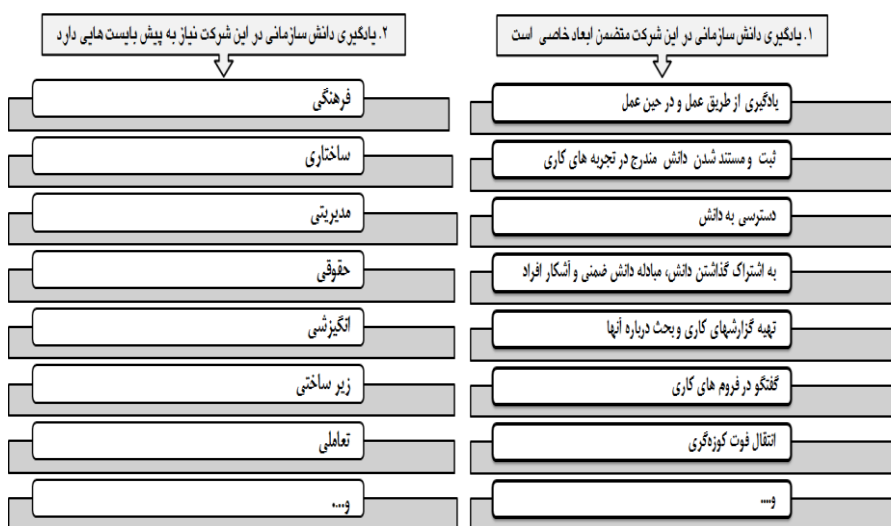 ۱. یادگیری دانش سازمانی در این شرکت متضمن ابعاد خاصی است
یادگیری از طریق عمل و در حین عمل
ثبت و مستند شدن دانش مندرج در تجربه های کاری
دسترسی به دانش
به اشتراک گذاشتن دانش، مبادله دانش ضمنی و آشکار افراد
تهیه گزارشهای کاری و بحث درباره آنها
گفتگو در فروم های کاری
انتقال فوت کوزه‌گری
و....
۲. یادگیری دانش سازمانی در این شرکت نیاز به پیش بایست هایی دارد
فرهنگی
ساختاری
مدیریتی
حقوقی
انگیزشی
زیر ساختی
تعاملی
و....